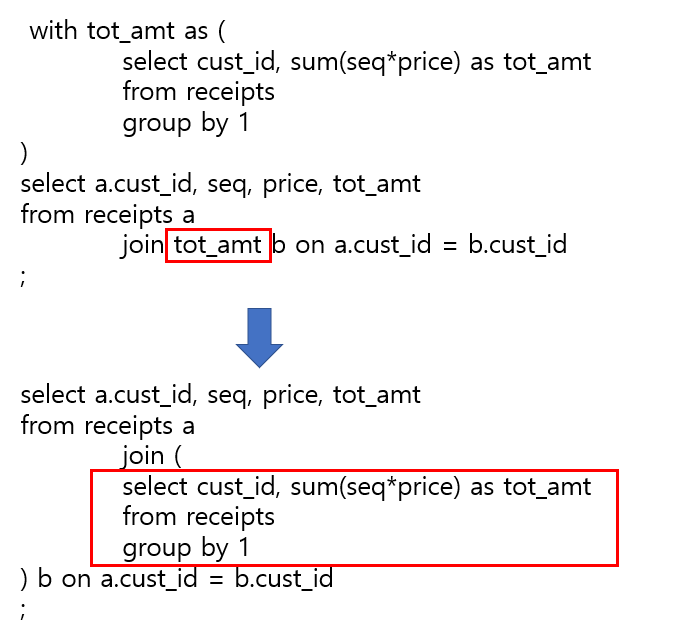 with tot_amt as (
select cust_id, sum(seq*price) as tot_amt
from receipts
group by 1
)
select a.cust_id, seq, price, tot_amt
from receipts a
join tot_amt b on a.cust_id = b.cust_id
;
select a.cust_id, seq, price, tot_amt
from receipts a
join (
select cust_id, sum(seq*price) as tot_amt
from receipts
group by 1
) b on a.cust_id = b.cust_id
;